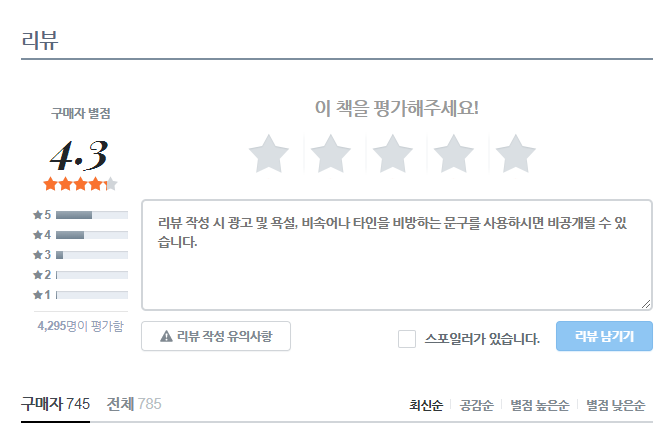 리뷰
구매자 별점
4.3
5
4
3
2
1
4,295명이 평가함
이 책을 평가해주세요!
리뷰 작성 시 광고 및 욕설, 비속어나 타인을 비방하는 문구를 사용하시면 비공개될 수 있
습니다.
리뷰 작성 유의사항
스포일러가 있습니다.
리뷰 남기기
구매자 745 전체 785
최신순 공감순 별점 높은순 별점 낮은순